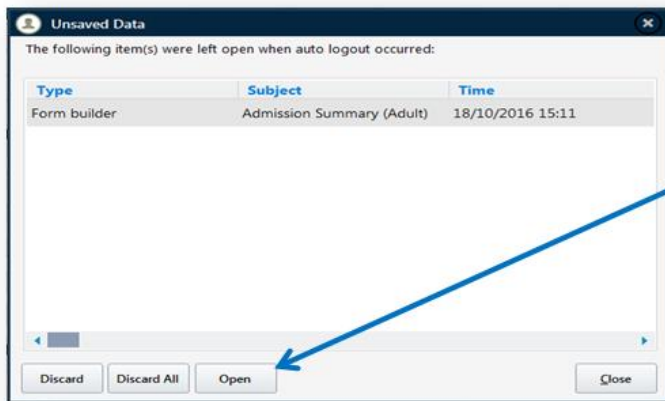 Unsaved Data
The following item(s) were left open when auto logout occurred:
Type Subject Time
Form builder Admission Summary (Adult) 18/10/2016 15:11
Discard Discard All Open Close